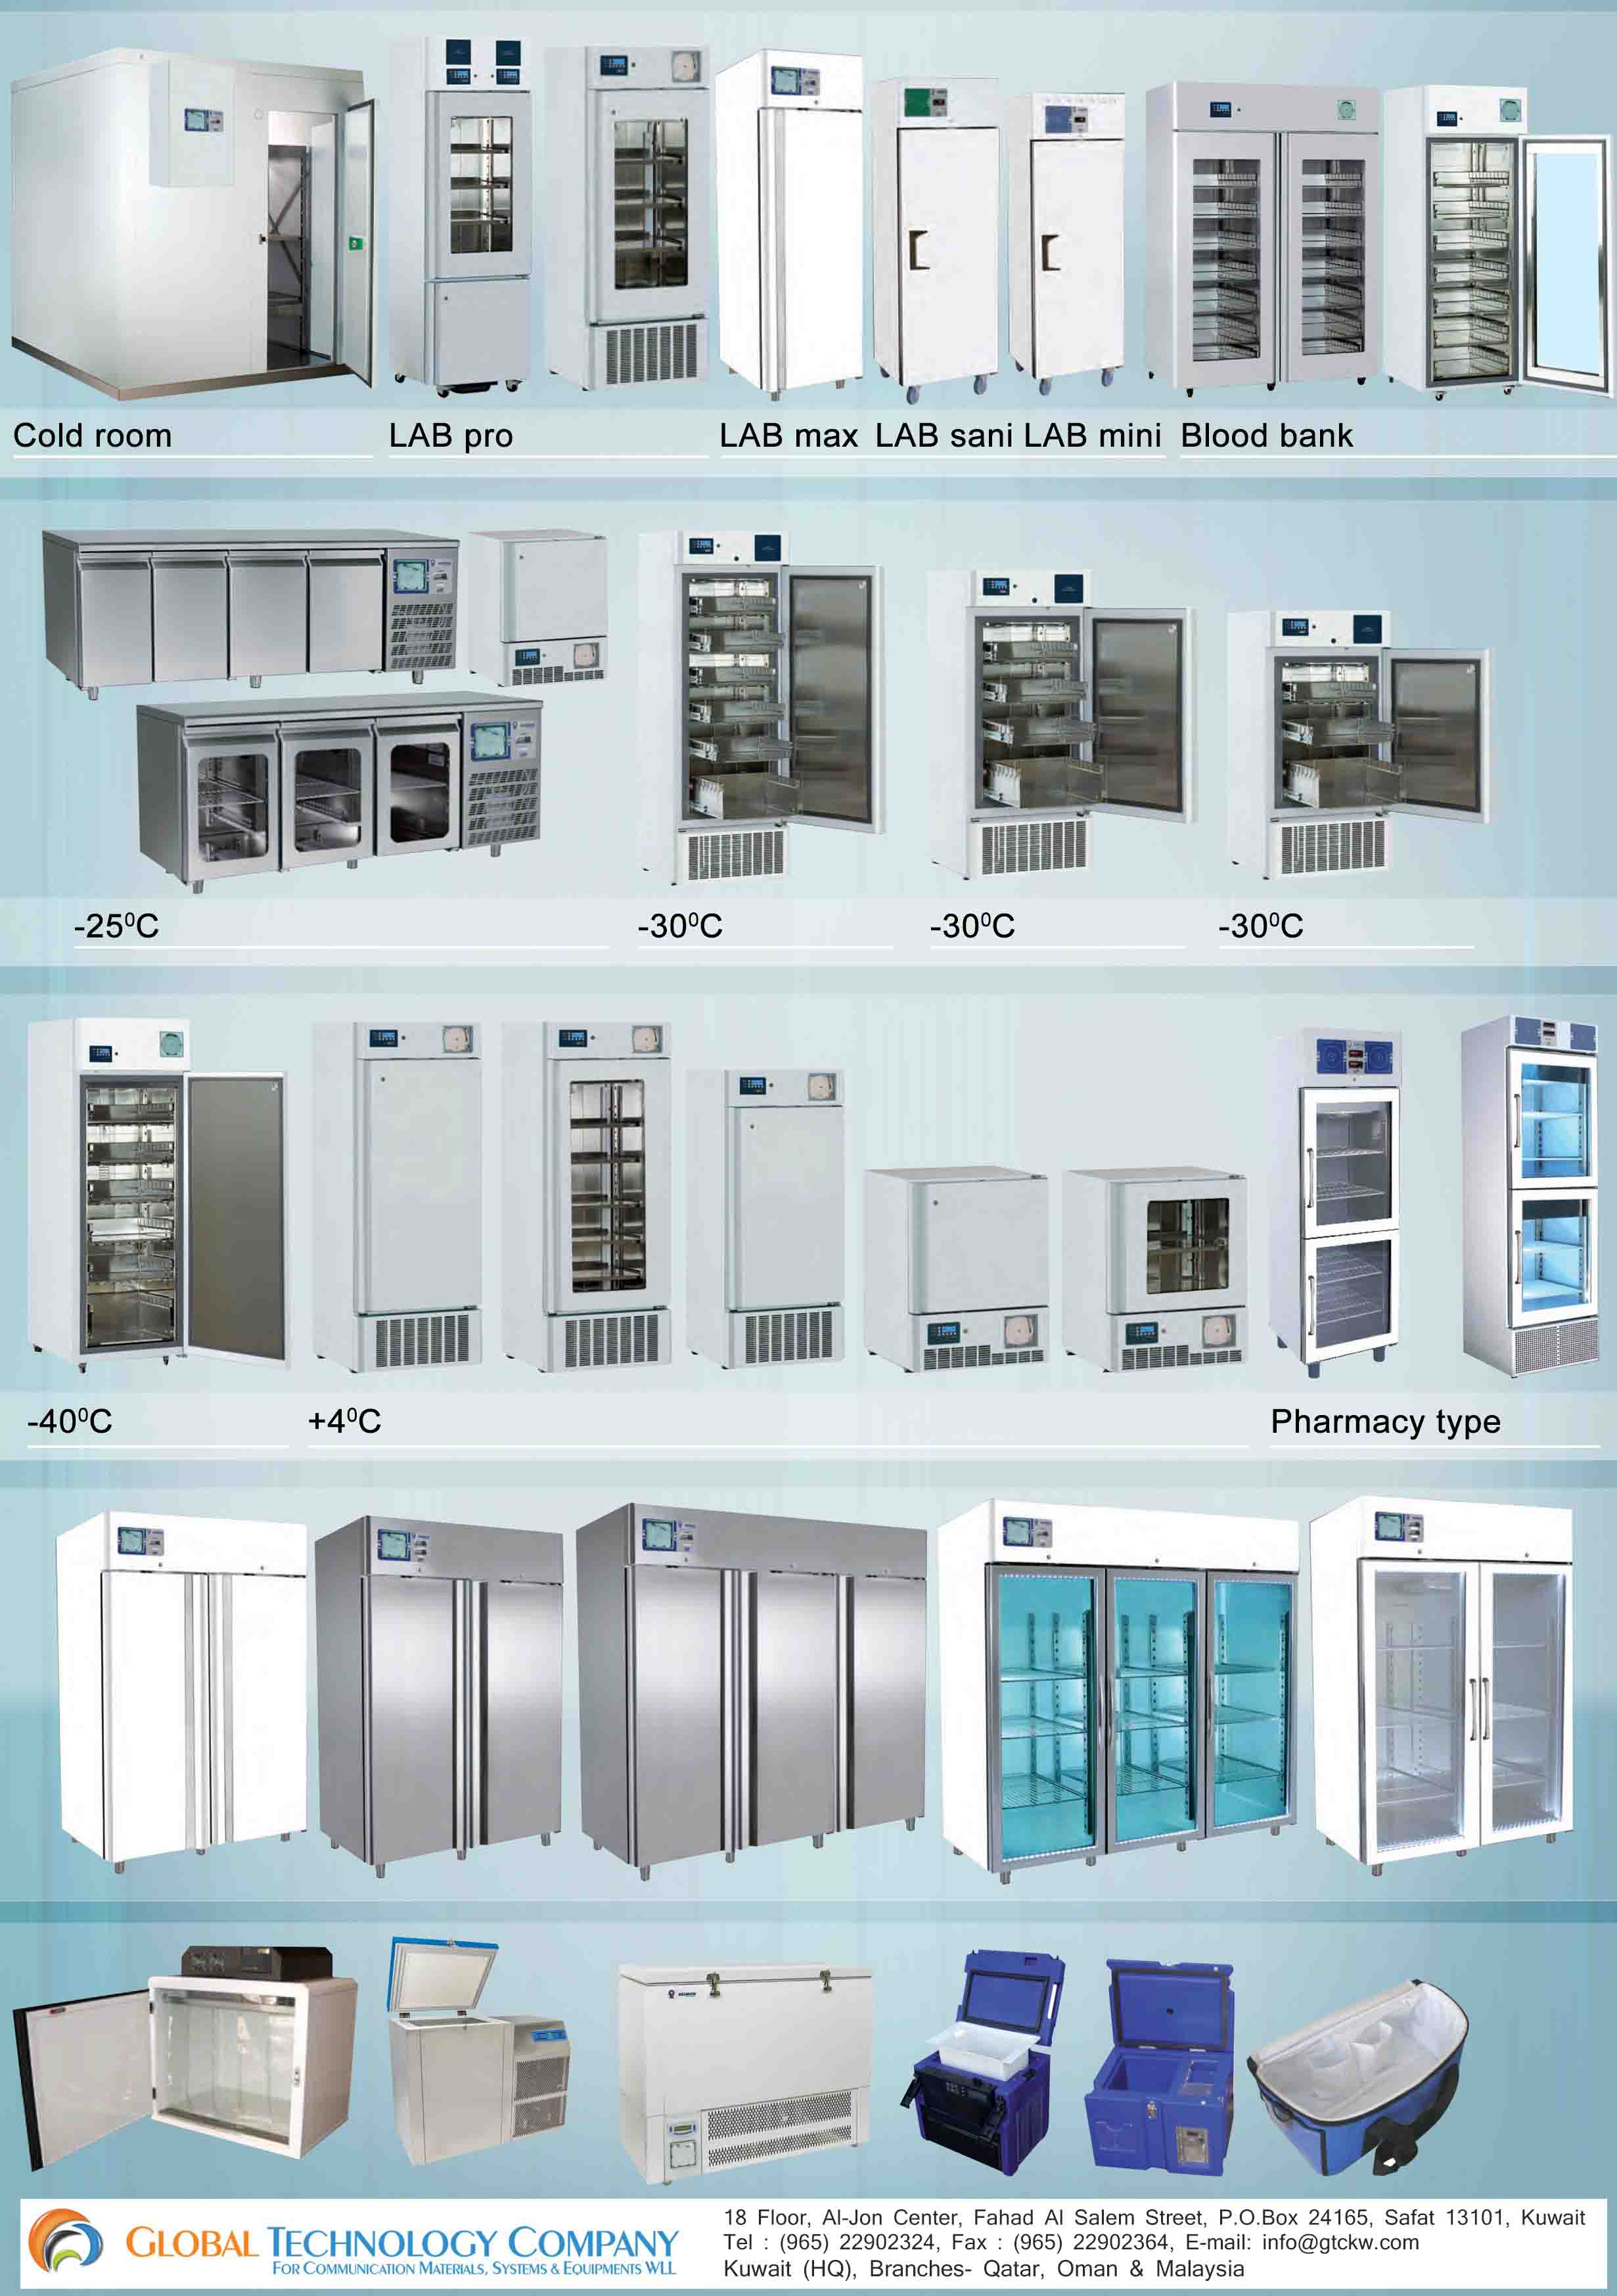 Cold room
LAB pro
LAB max LAB sani LAB mini Blood bank
-25⁰C
-30⁰C
-30⁰C
-30⁰C
-40⁰C
+4⁰C
Pharmacy type
GLOBAL TECHNOLOGY COMPANY
FOR COMMUNICATION MATERIALS, SYSTEMS & EQUIPMENTS WLL
18 Floor, Al-Jon Center, Fahad Al Salem Street, P.O.Box 24165, Safat 13101, Kuwait
Tel : (965) 22902324, Fax : (965) 22902364, E-mail: info@gtckw.com
Kuwait (HQ), Branches- Qatar, Oman & Malaysia